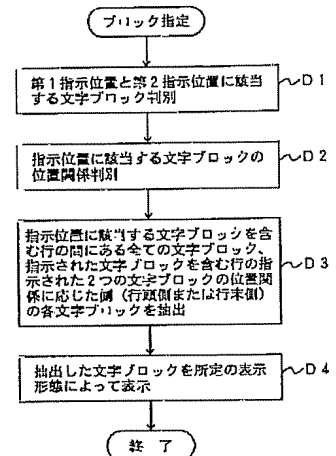 ブロック指定
第1指示位置と第2指示位置に該当
する文字ブロック判別
D1
指示位置に該当する文字ブロックの
位置関係判別
D2
指示位置に該当する文字ブロックを含
む行の間にある全ての文字ブロック、
指示された文字ブロックを含む行の指
示された2つの文字ブロックの位置関
係に応じた側（行頭側または行末側）
の各文字ブロックを抽出
D3
抽出した文字ブロックを所定の表示
形態によって表示
D4
終了